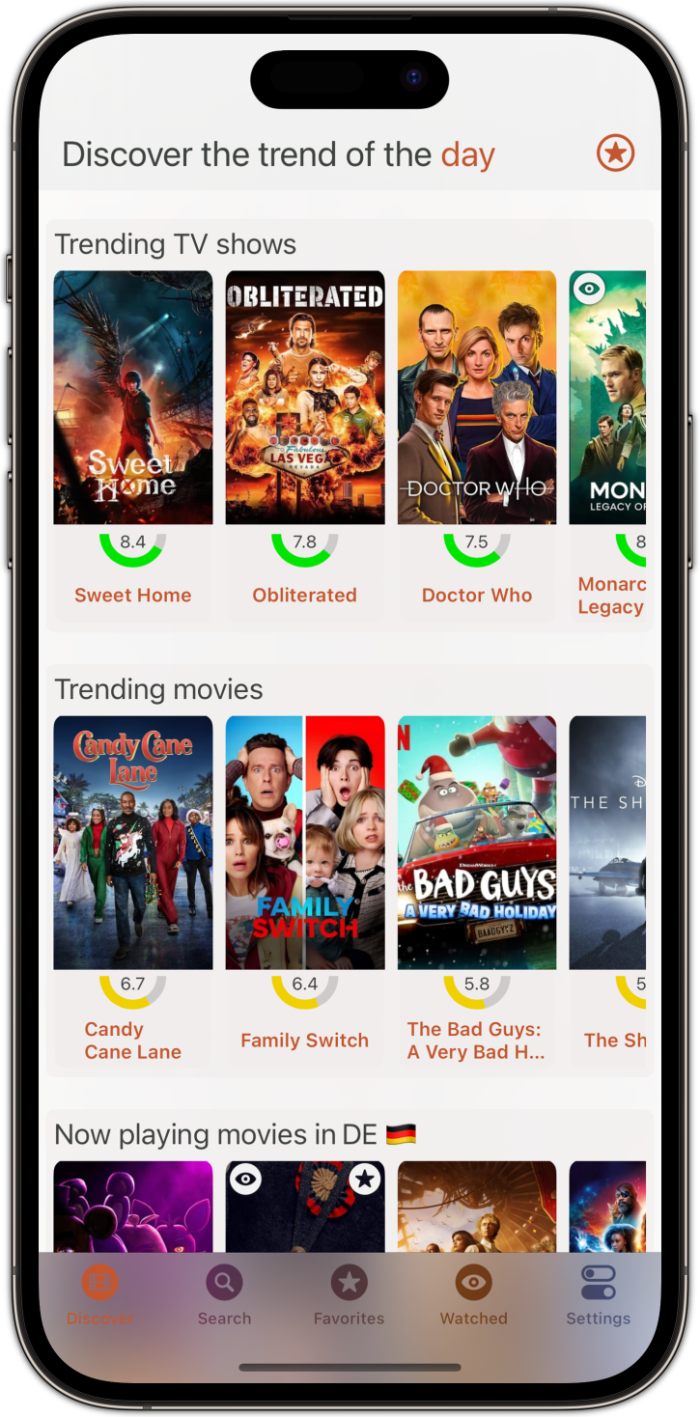 Discover the trend of the day
Trending TV shows
Sweet
Home
OBLITERATED
Fabulous
LAS VEGAS
NEVADA
DOCTOR WHO
MON
LEGACY OF
8.4
7.8
7.5
8
Sweet Home
Obliterated
Doctor Who
Monarc
Legacy
Trending movies
Candy Cane
Lane
FAMILY
SWITCH
N
DREAMWORKS
the BAD GUYS
A VERY BAD HOLIDAY
BADGUYZ
D
THE SH
6.7
6.4
5.8
5
Candy
Cane Lane
Family Switch
The Bad Guys:
A Very Bad H...
The Sh
Now playing movies in DE
Discover
Search
Favorites
Watched
Settings